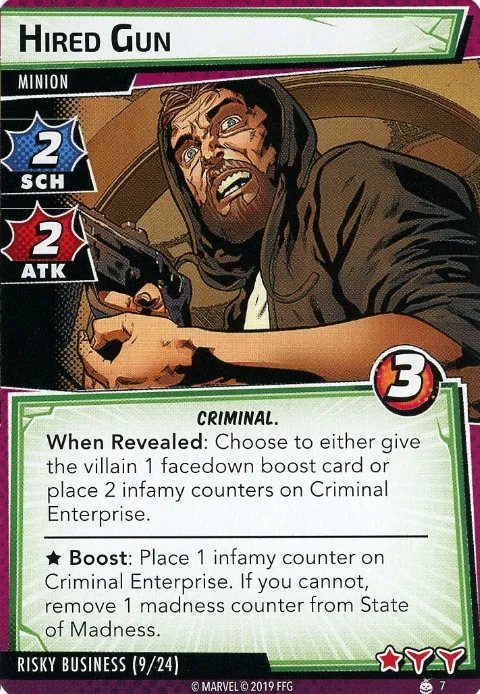 HIRED GUN
MINION
2
SCH
2
ATK
3
CRIMINAL.
When Revealed: Choose to either give
the villain 1 facedown boost card or
place 2 infamy counters on Criminal
Enterprise.
★ Boost: Place 1 infamy counter on
Criminal Enterprise. If you cannot,
remove 1 madness counter from State
of Madness.
RISKY BUSINESS (9/24)
© MARVEL © 2019 FFG
7